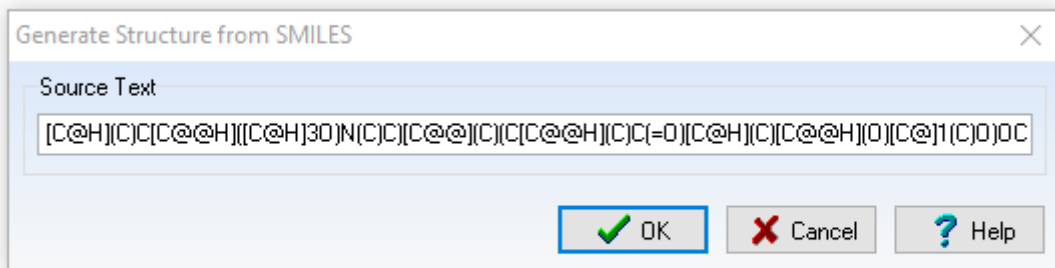 Generate Structure from SMILES
Source Text
[C@H](C)C[C@@H]([C@H]3O)N(C)C)[C@@](C)(C[C@@H](C)C(=O)[C@H](C)[C@@H](O)[C@]1(C)O)OC
OK Cancel Help